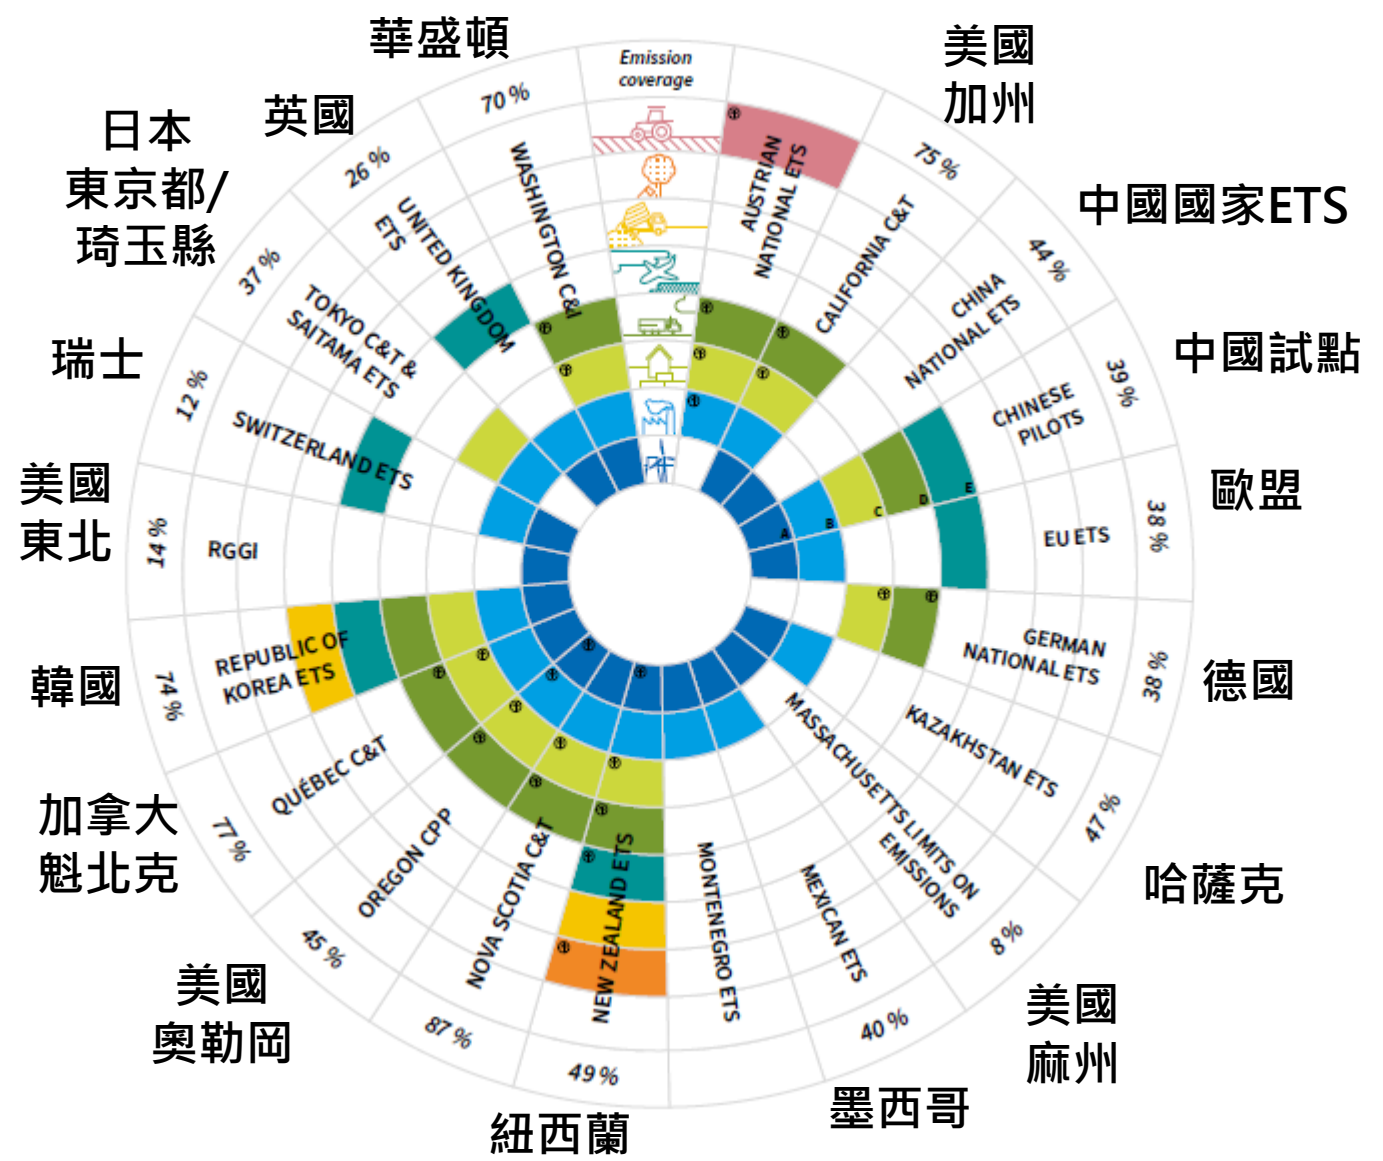 Emission
coverage
AUSTRIAN
NATIONAL ETS
美國
加州
75 %
CALIFORNIA C&T
中國國家ETS
44 %
CHINA
NATIONAL ETS
中國試點
39 %
CHINESE
PILOTS
A
B
C
D
E
歐盟
38 %
EU ETS
德國
38 %
GERMAN
NATIONAL ETS
哈薩克
47 %
KAZAKHSTAN ETS
美國
麻州
8 %
MASSACHUSETTS LIMITS ON
EMISSIONS
墨西哥
40 %
MEXICAN ETS
MONTENEGRO ETS
紐西蘭
49 %
NEW ZEALAND ETS
87 %
NOVA SCOTIA C&T
美國
奧勒岡
45 %
OREGON CPP
加拿大
魁北克
77 %
QUÉBEC C&T
韓國
74 %
REPUBLIC OF
KOREA ETS
美國
東北
14 %
RGGI
瑞士
12 %
SWITZERLAND ETS
日本
東京都/
琦玉縣
37 %
TOKYO C&T &
SAITAMA ETS
英國
26 %
UNITED KINGDOM
ETS
華盛頓
70 %
WASHINGTON C&I